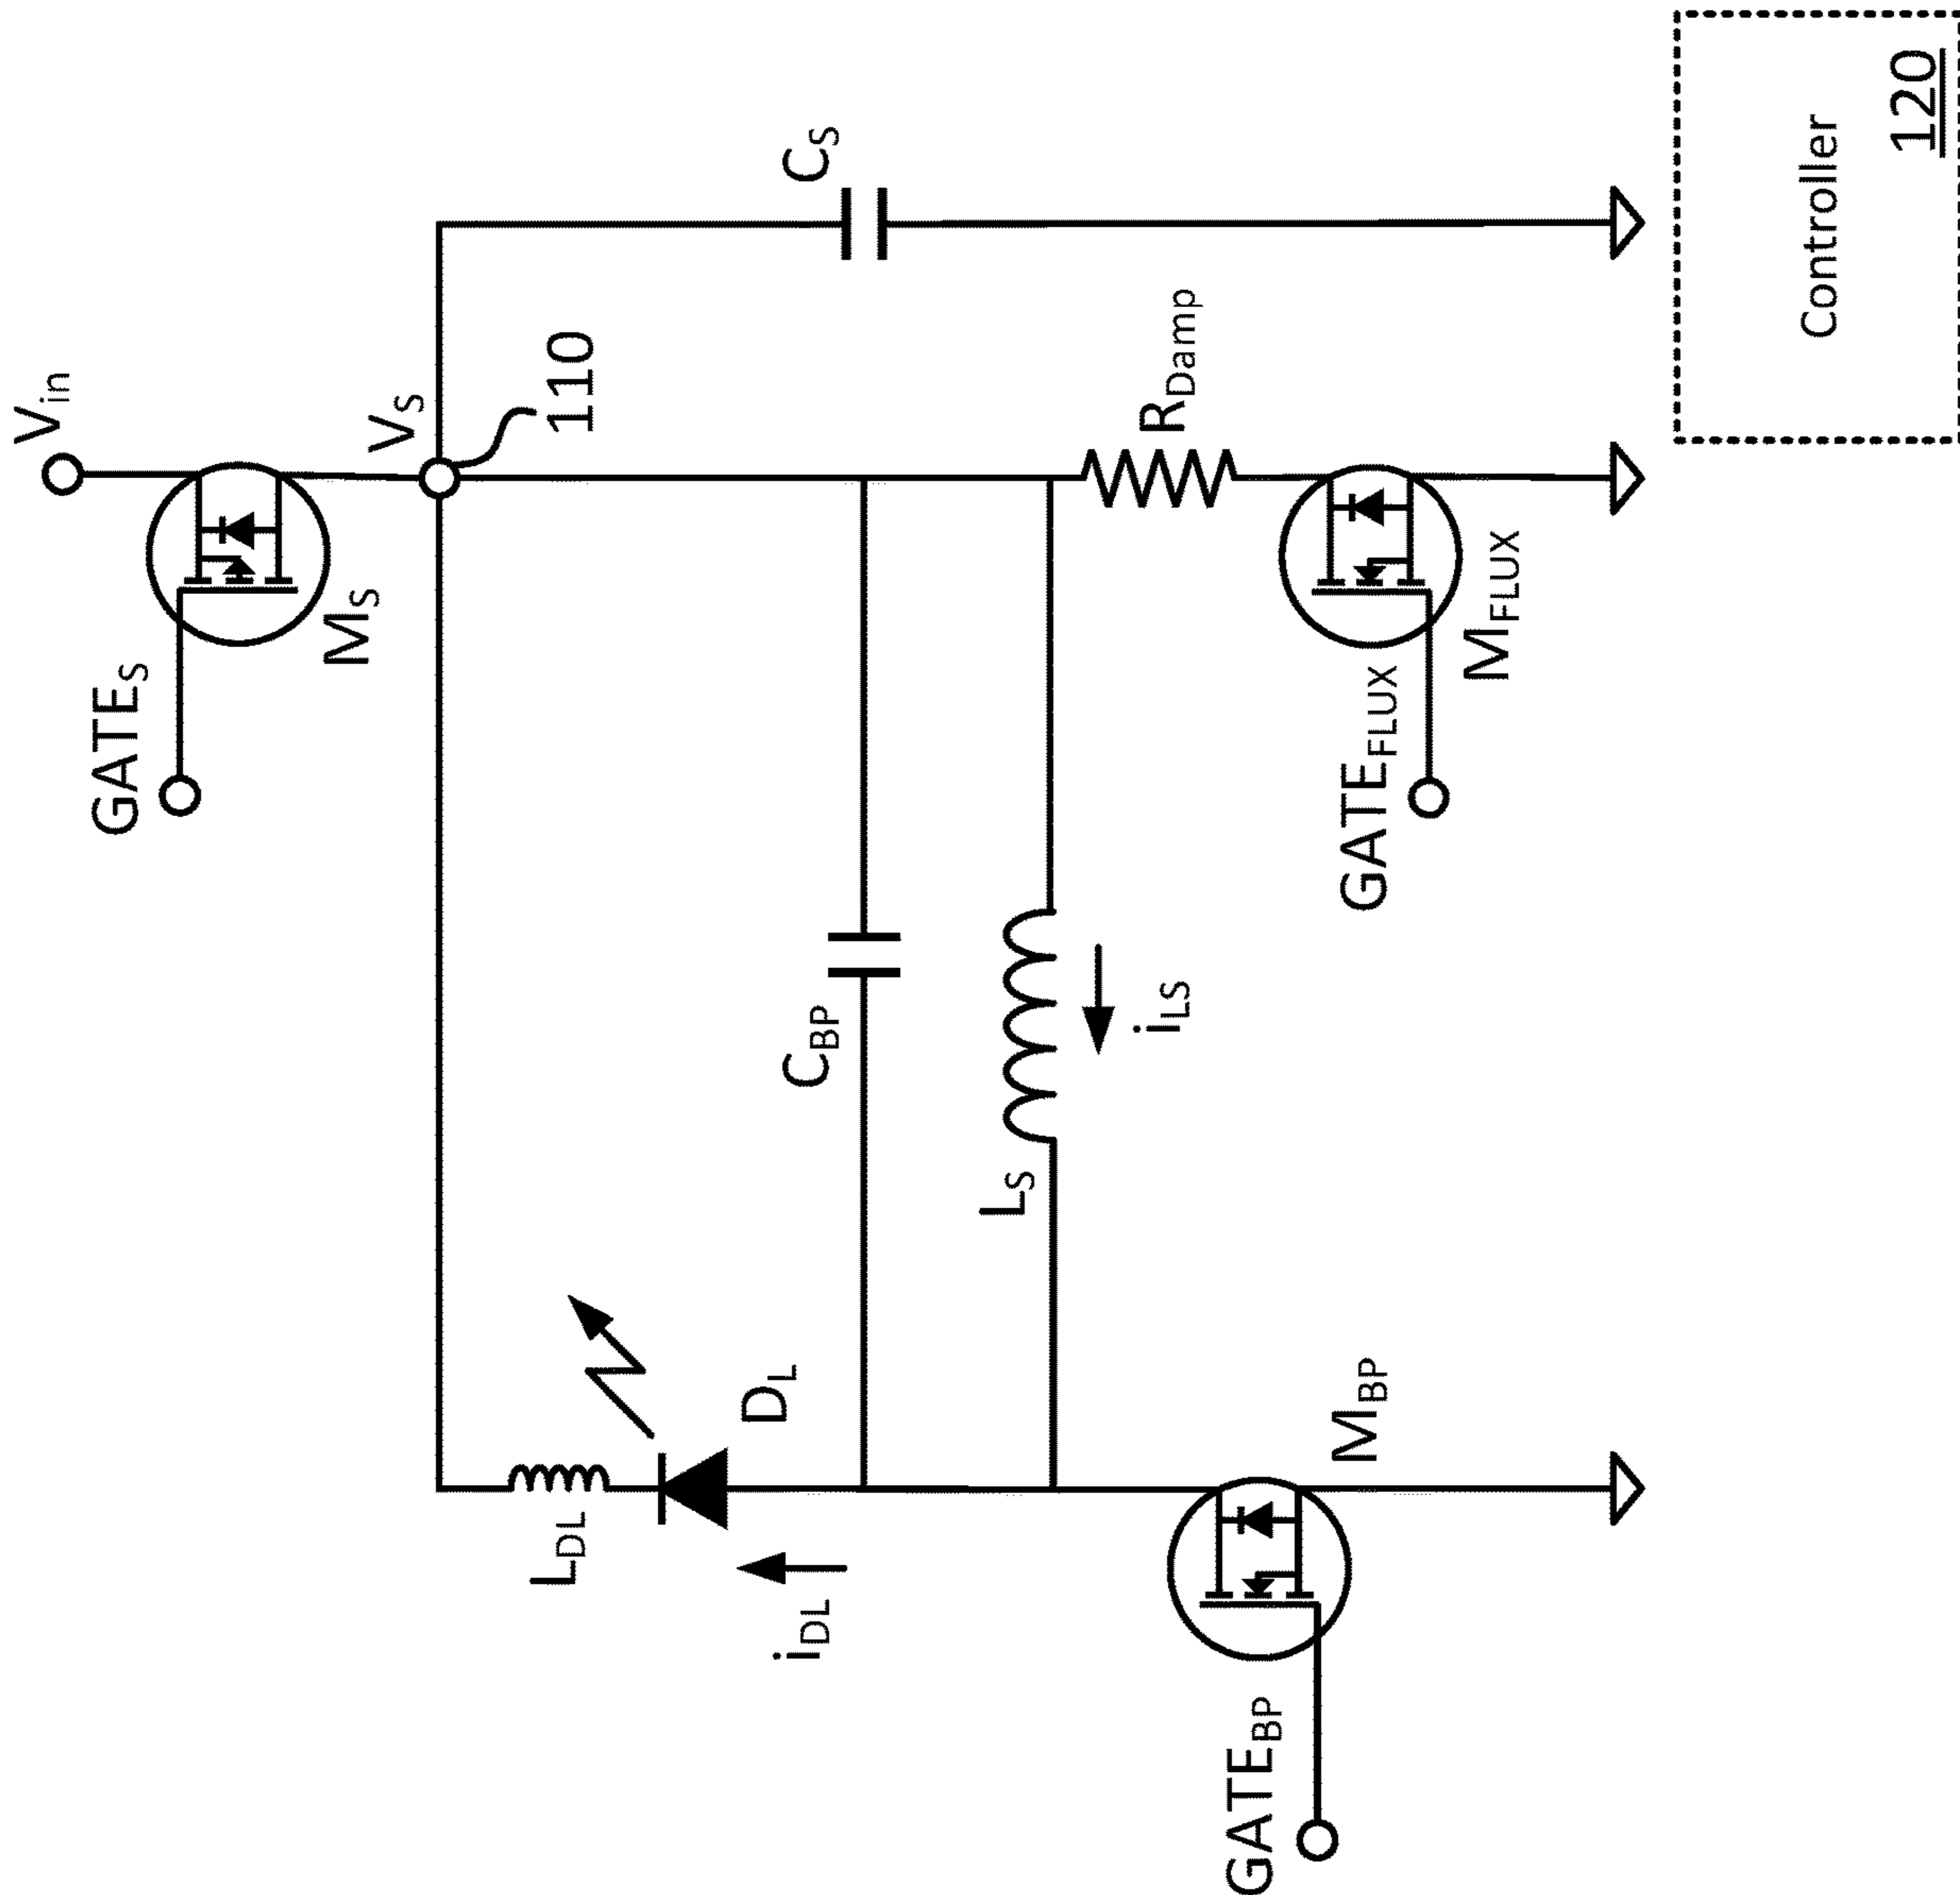 Vin
GATES
MS
VS
110
CS
LDL
DL
iDL
CBP
LS
iLS
RDamp
MBP
GATEBP
MFLUX
GATEFLUX
Controller
120